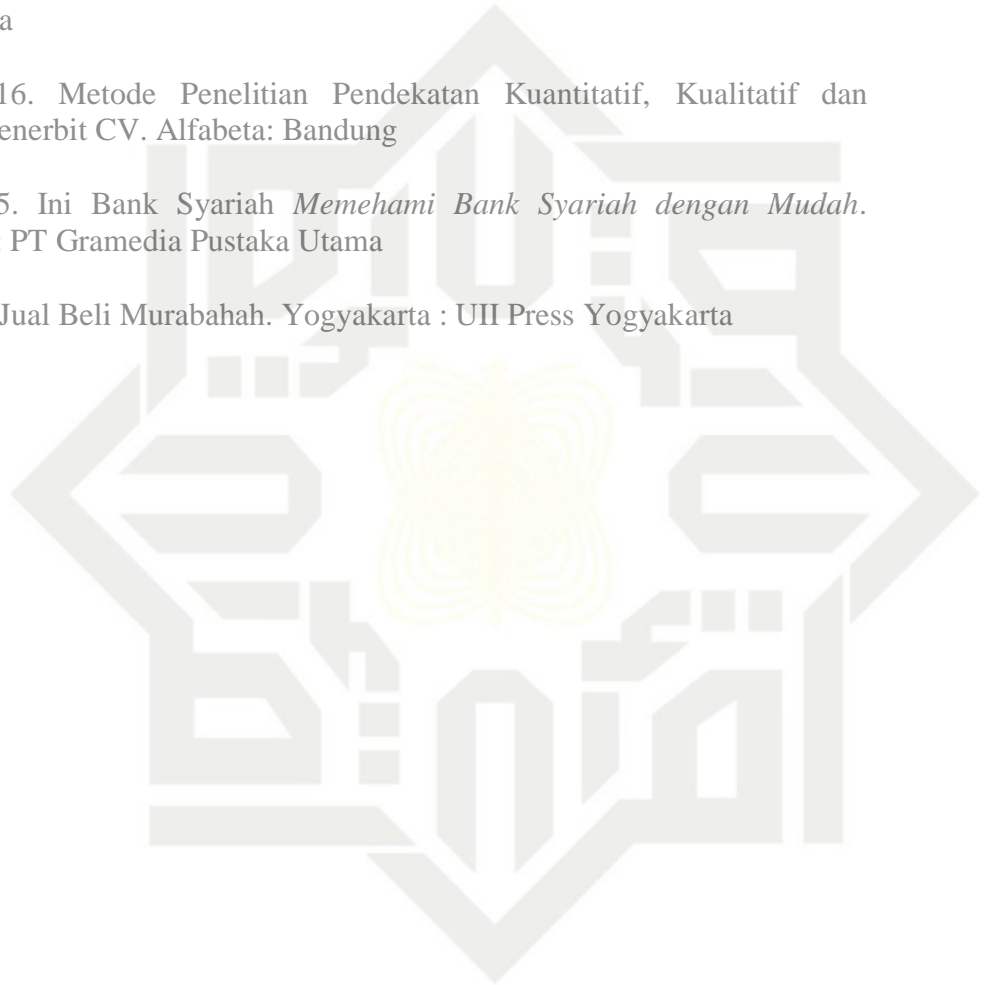 a
16. Metode Penelitian Pendekatan Kuantitatif, Kualitatif dan
enerbit CV. Alfabeta: Bandung
5. Ini Bank Syariah Memehami Bank Syariah dengan Mudah.
: PT Gramedia Pustaka Utama
Jual Beli Murabahah. Yogyakarta : UII Press Yogyakarta